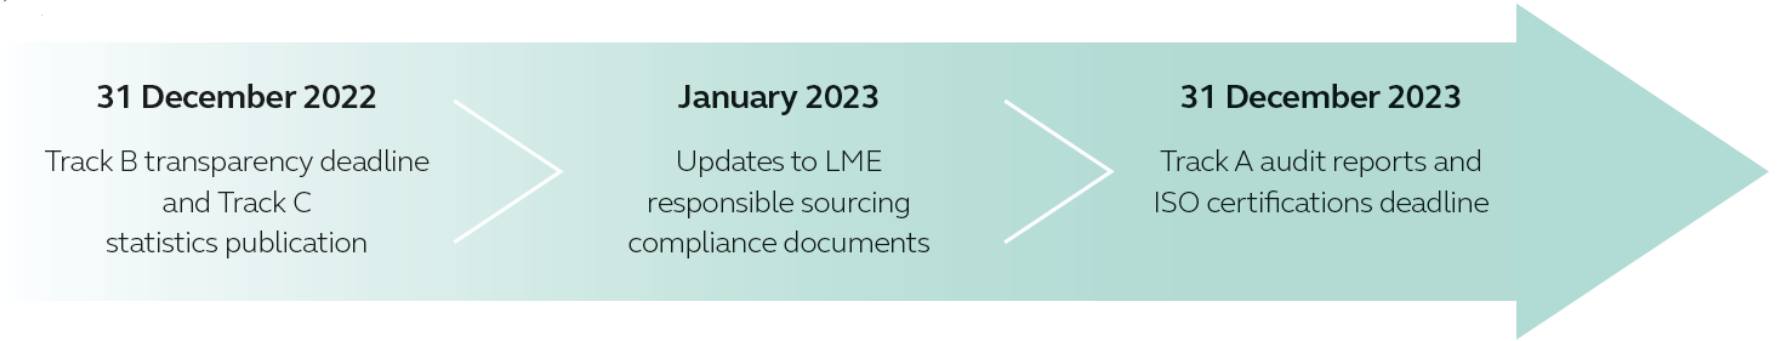 31 December 2022
Track B transparency deadline
and Track C
statistics publication
January 2023
Updates to LME
responsible sourcing
compliance documents
31 December 2023
Track A audit reports and
ISO certifications deadline